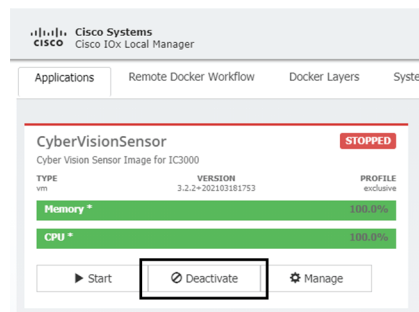 Cisco Systems
CISCO Cisco IOx Local Manager
Applications Remote Docker Workflow Docker Layers Syste
CyberVisionSensor STOPPED
Cyber Vision Sensor Image for IC3000
TYPE VERSION PROFILE
vm 3.2.2+202103181753 exclusive
Memory * 100.0%
CPU * 100.0%
Start Deactivate Manage